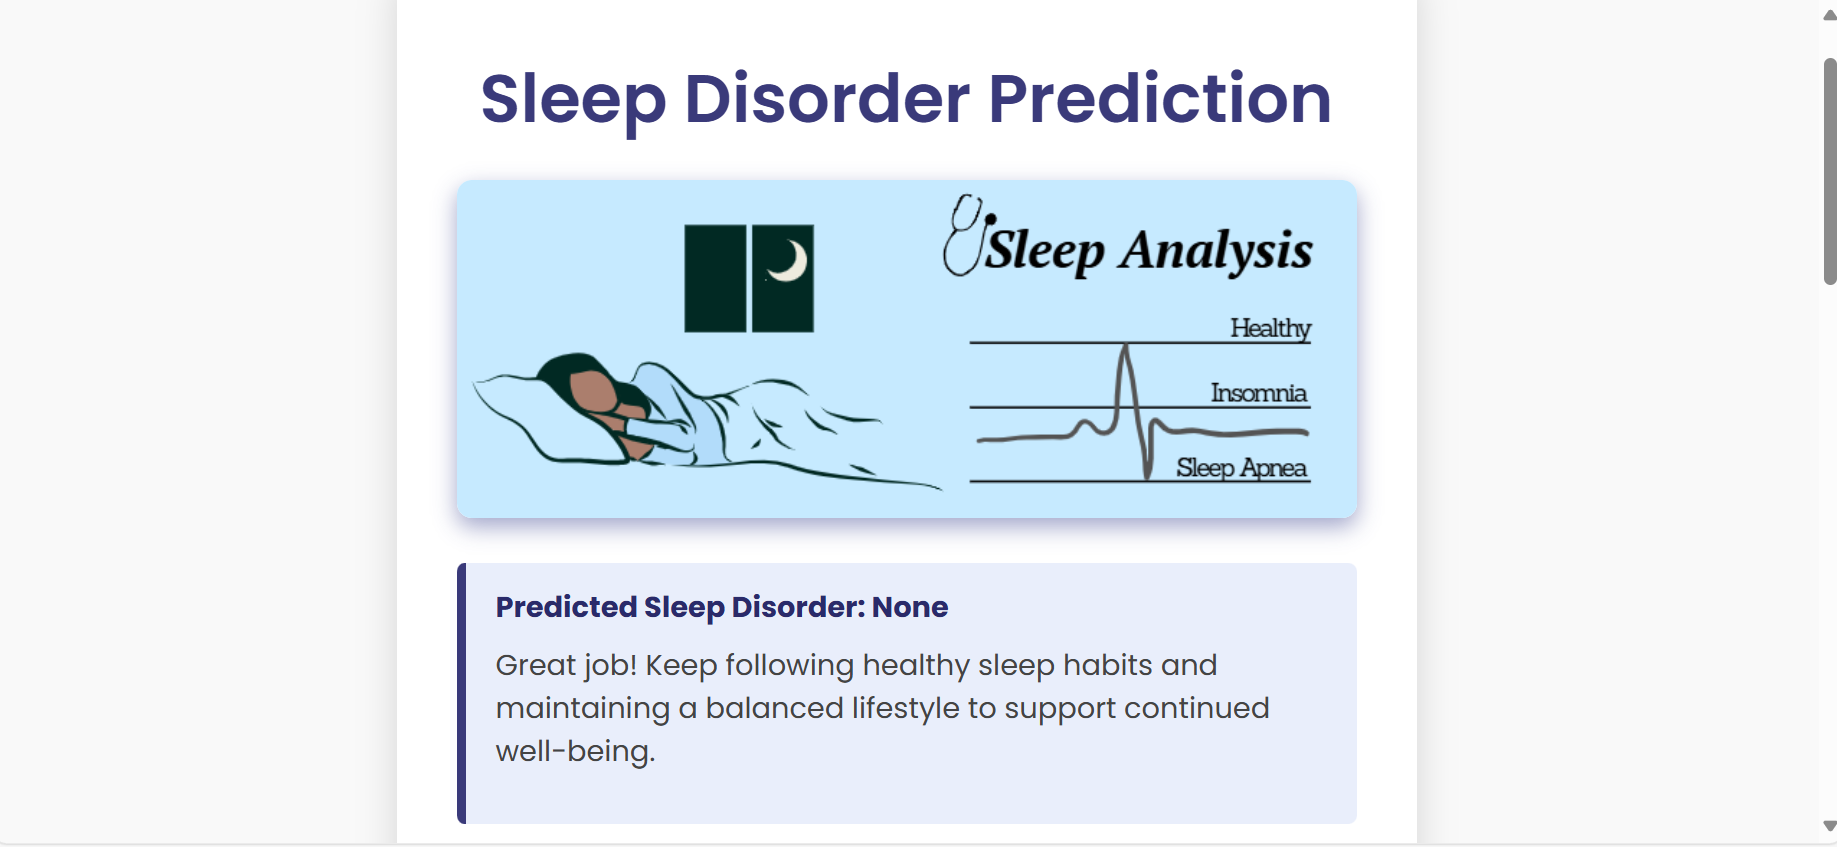 Sleep Disorder Prediction
Sleep Analysis
Healthy
Insomnia
Sleep Apnea
Predicted Sleep Disorder: None
Great job! Keep following healthy sleep habits and
maintaining a balanced lifestyle to support continued
well-being.